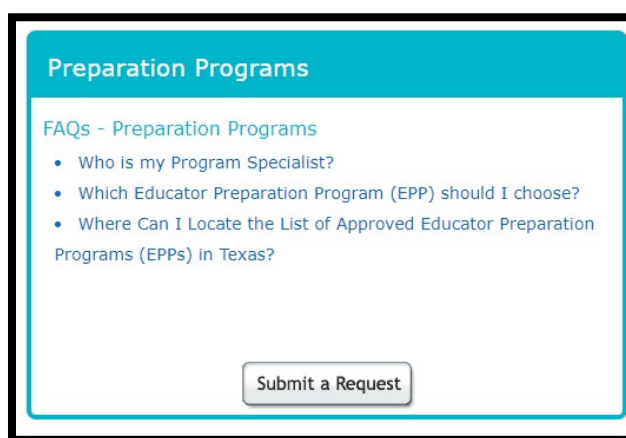 Preparation Programs
FAQs - Preparation Programs
• Who is my Program Specialist?
• Which Educator Preparation Program (EPP) should I choose?
• Where Can I Locate the List of Approved Educator Preparation
Programs (EPPs) in Texas?
Submit a Request